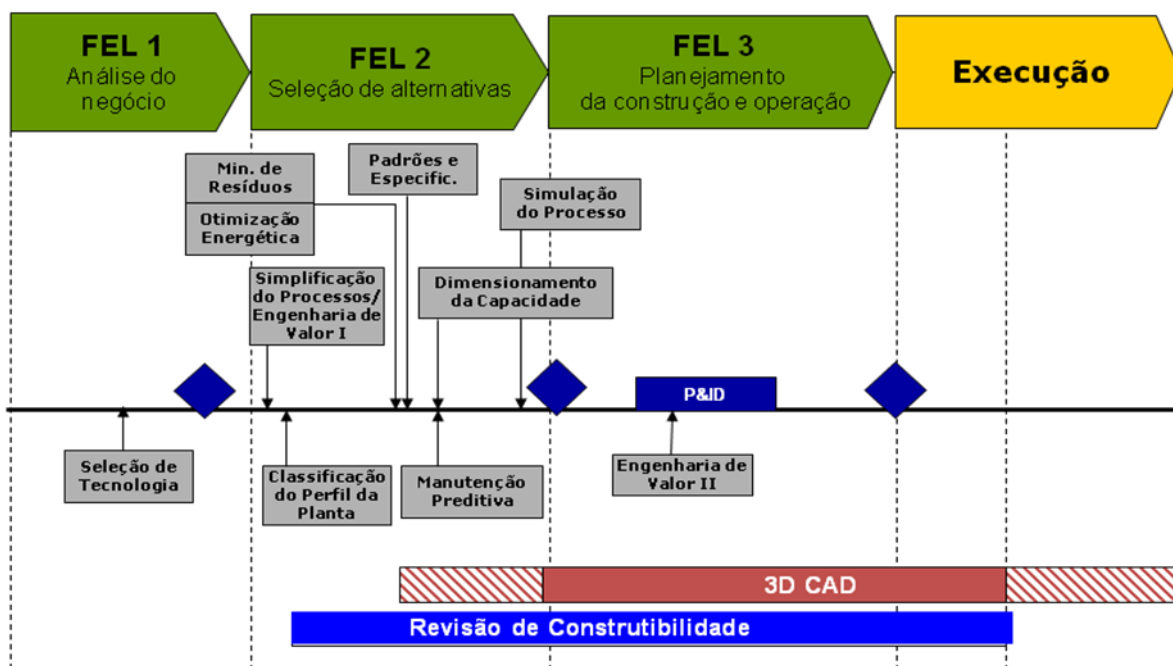 FEL 1
Análise do
negócio
FEL 2
Seleção de alternativas
FEL 3
Planejamento
da construção e operação
Execução
Min. de
Resíduos
Otimização
Energética
Padrões e
Especific.
Simulação
do Processo
Simplificação
do Processos/
Engenharia de
Valor I
Dimensionamento
da Capacidade
P&ID
Seleção de
Tecnologia
Classificação
do Perfil da
Planta
Manutenção
Preditiva
Engenharia de
Valor II
3D CAD
Revisão de Construtibilidade